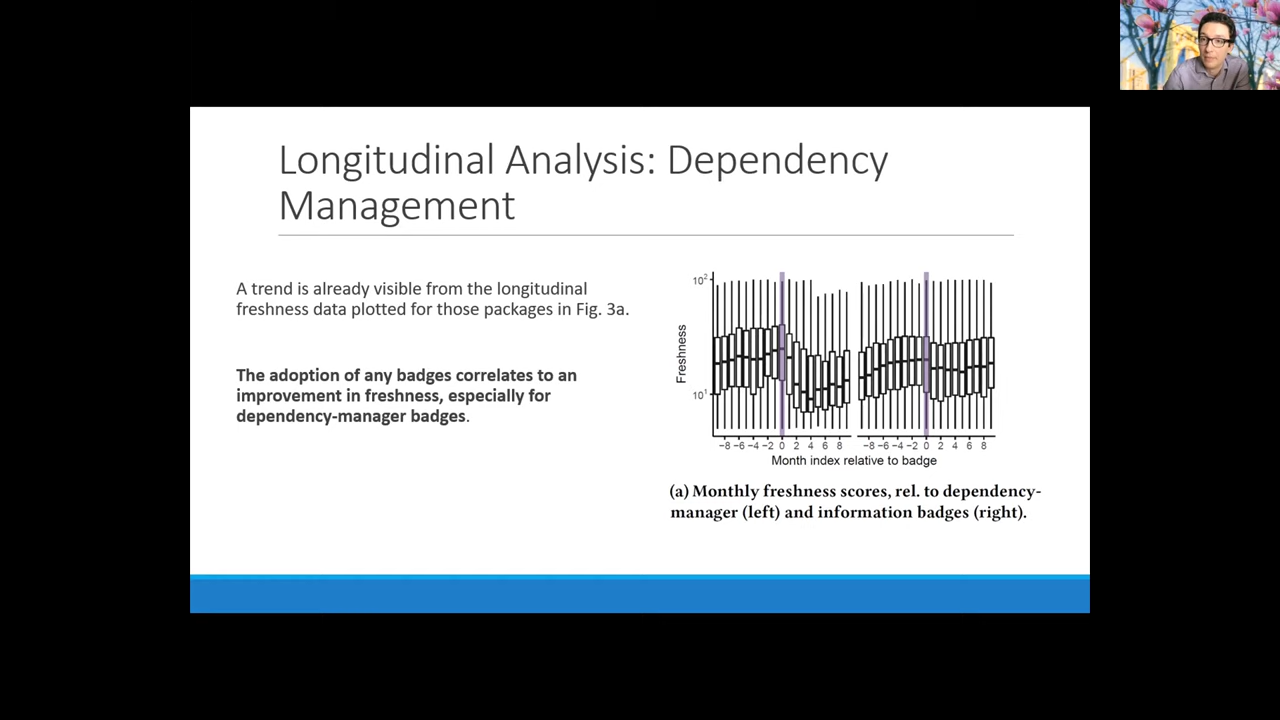 Longitudinal Analysis: Dependency
Management
A trend is already visible from the longitudinal
freshness data plotted for those packages in Fig. 3a.
The adoption of any badges correlates to an
improvement in freshness, especially for
dependency-manager badges.
10²
10¹
Freshness
−8 −6 −4 −2 0 2 4 6 8 −8 −6 −4 −2 0 2 4 6 8
Month index relative to badge
(a) Monthly freshness scores, rel. to dependency-
manager (left) and information badges (right).